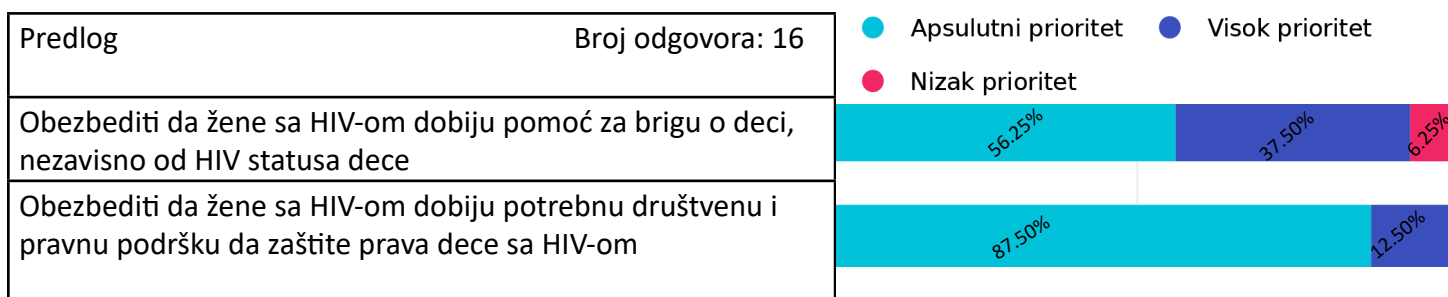 Predlog Broj odgovora: 16
Apsulutni prioritet Visok prioritet
Nizak prioritet
Obezbediti da žene sa HIV-om dobiju pomoć za brigu o deci,
nezavisno od HIV statusa dece
56.25% 37.50% 6.25%
Obezbediti da žene sa HIV-om dobiju potrebnu društvenu i
pravnu podršku da zaštite prava dece sa HIV-om
87.50% 12.50%